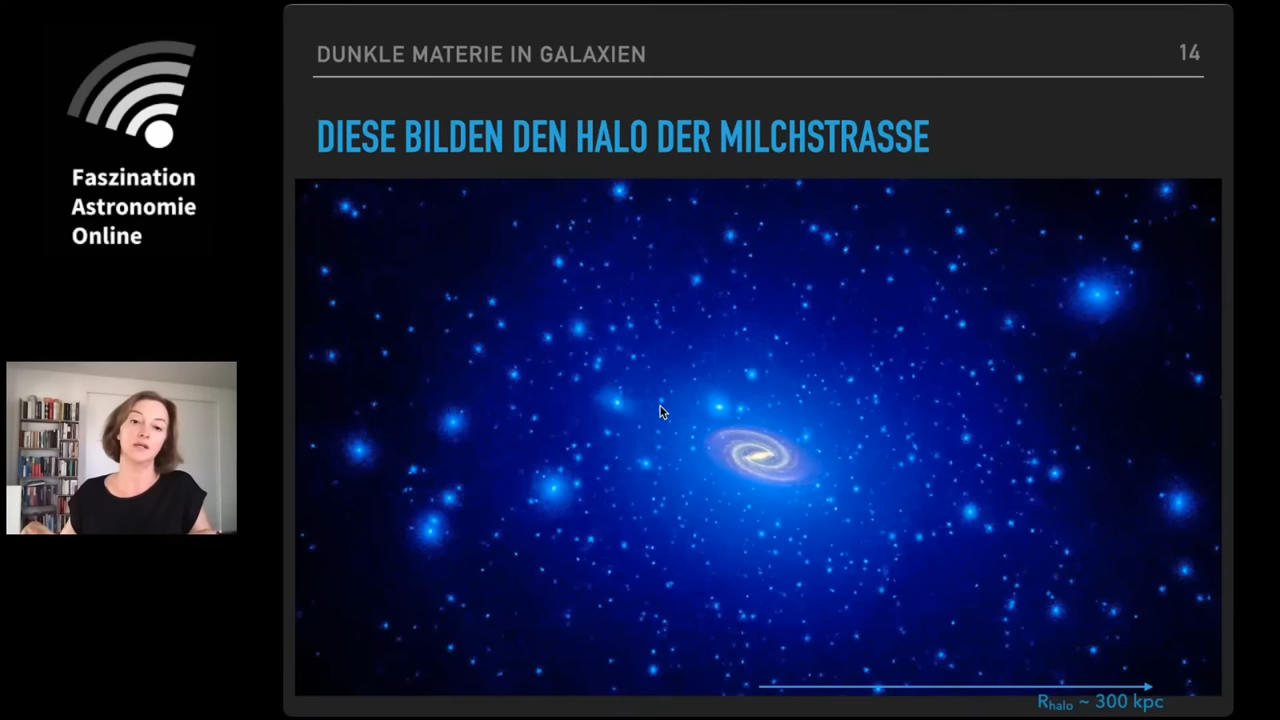 Faszination
Astronomie
Online
DUNKLE MATERIE IN GALAXIEN
14
DIESE BILDEN DEN HALO DER MILCHSTRASSE
Rhalo ~ 300 kpc